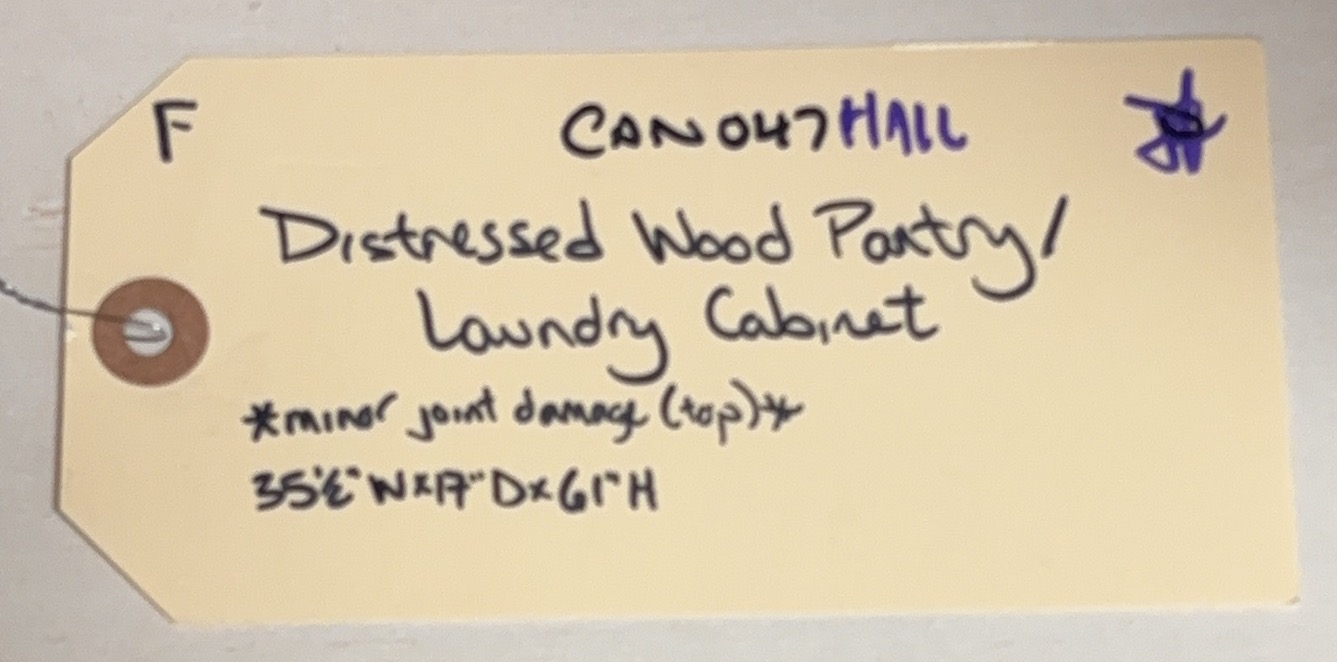 F CAN047HALL
Distressed Wood Pantry/
Laundry Cabinet
*minor joint damage (top)*
35½" W x 17" D x 61" H